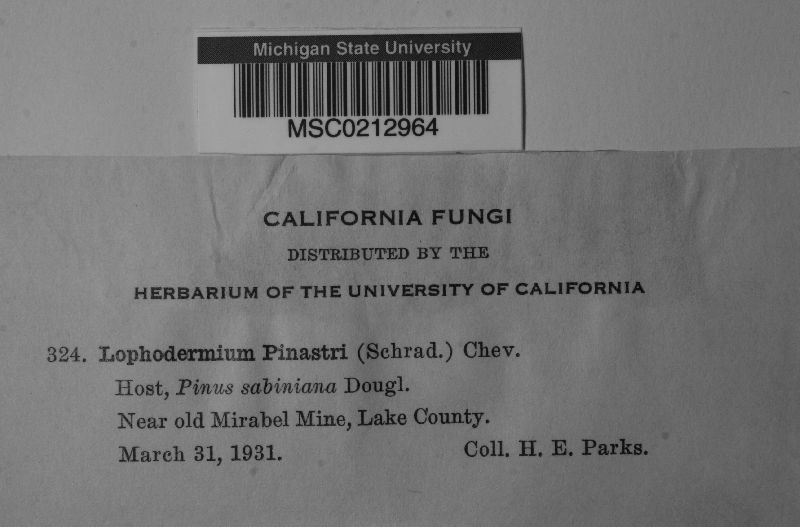 Michigan State University
MSC0212964
CALIFORNIA FUNGI
DISTRIBUTED BY THE
HERBARIUM OF THE UNIVERSITY OF CALIFORNIA
324. Lophodermium Pinastri (Schrad.) Chev.
Host, Pinus sabiniana Dougl.
Near old Mirabel Mine, Lake County.
March 31, 1931. Coll. H. E. Parks.